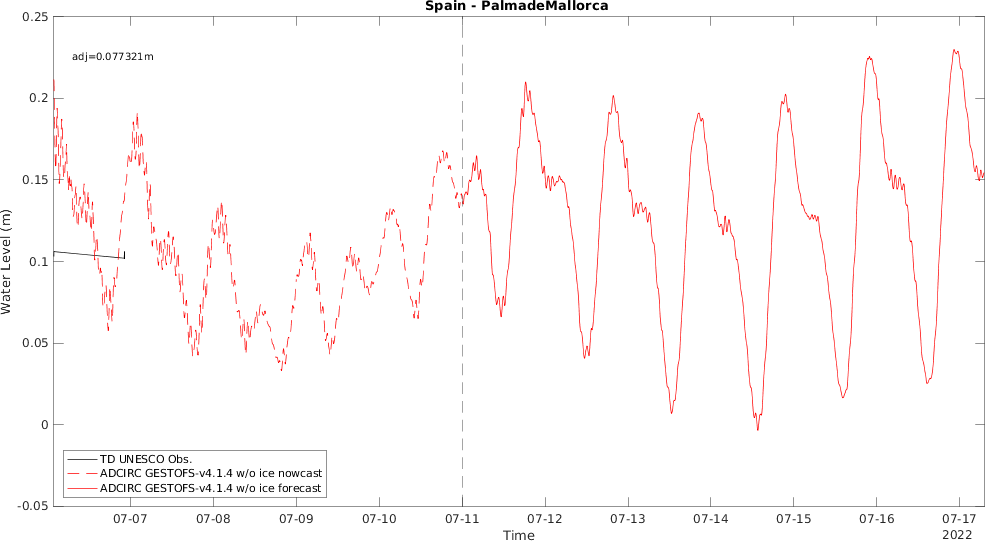 Spain - PalmadeMallorca
0.25
adj=0.077321m
0.2
0.15
0.1
0.05
0
-0.05
Water Level (m)
TD UNESCO Obs.
ADCIRC GESTOFS-v4.1.4 w/o ice nowcast
ADCIRC GESTOFS-v4.1.4 w/o ice forecast
07-07 07-08 07-09 07-10 07-11 07-12 07-13 07-14 07-15 07-16 07-17
Time
2022